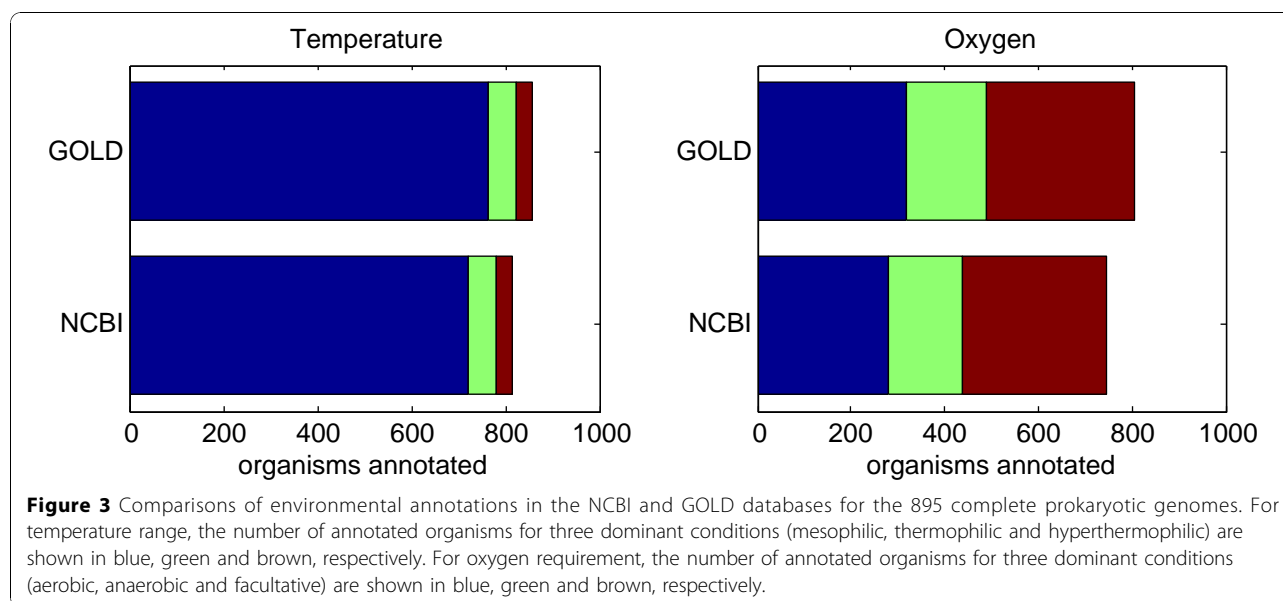 Temperature
GOLD
NCBI
0 200 400 600 800 1000
organisms annotated
Oxygen
GOLD
NCBI
0 200 400 600 800 1000
organisms annotated
Figure 3 Comparisons of environmental annotations in the NCBI and GOLD databases for the 895 complete prokaryotic genomes. For
temperature range, the number of annotated organisms for three dominant conditions (mesophilic, thermophilic and hyperthermophilic) are
shown in blue, green and brown, respectively. For oxygen requirement, the number of annotated organisms for three dominant conditions
(aerobic, anaerobic and facultative) are shown in blue, green and brown, respectively.